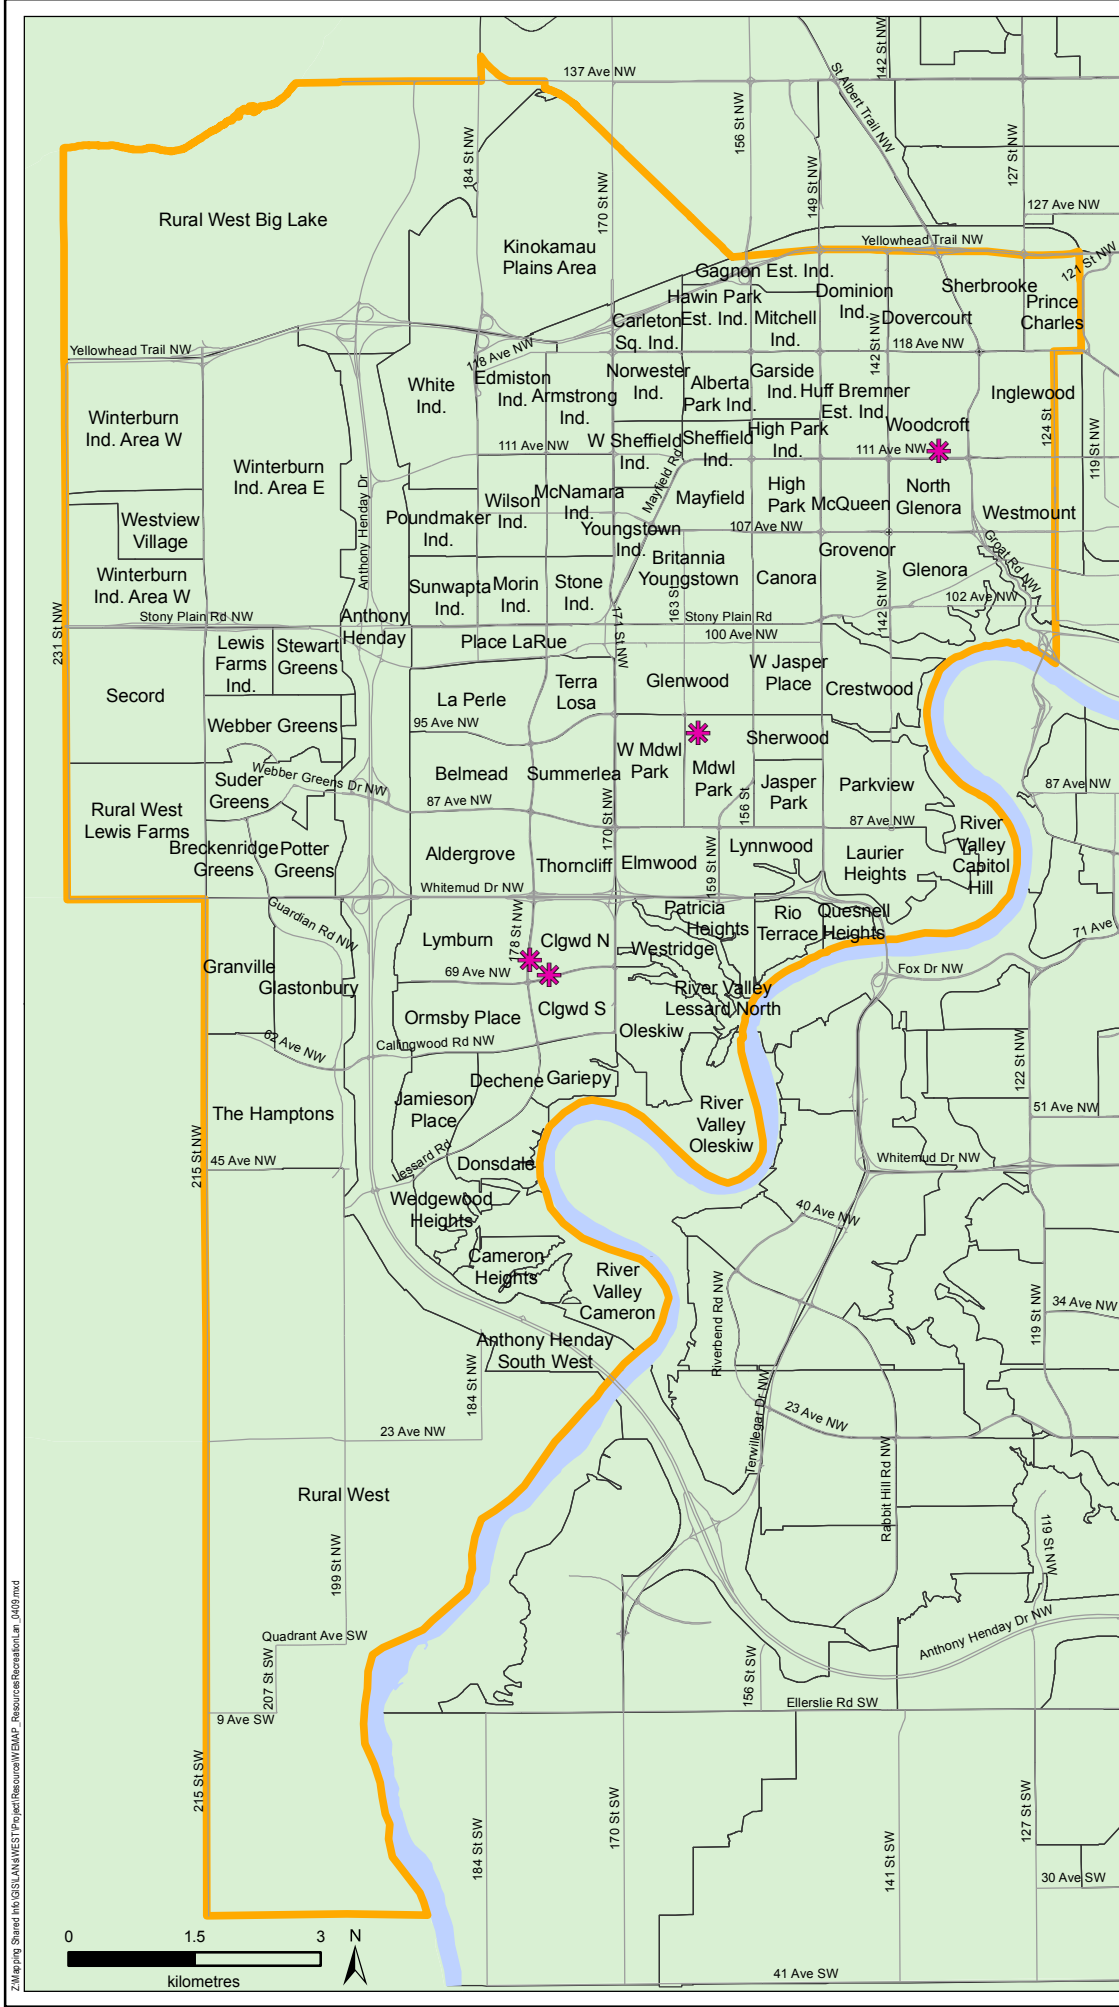 137 Ave NW
142 St NW
St Albert Trail NW
156 St NW
184 St NW
127 St NW
149 St NW
170 St NW
127 Ave NW
Rural West Big Lake
Kinokamau
Plains Area
Yellowhead Trail NW
121 St NW
Gagnon Est. Ind.
Sherbrooke
Hawin Park
Est. Ind.
Dominion
Ind.
Prince
Charles
Carleton
Sq. Ind.
Mitchell
Ind.
Dovercourt
142 St NW
118 Ave NW
Yellowhead Trail NW
118 Ave NW
White
Ind.
Edmiston
Ind.
Armstrong
Ind.
Norwester
Ind.
Alberta
Park Ind.
Garside
Ind.
Huff Bremner
Est. Ind.
Inglewood
124 St
119 St NW
Winterburn
Ind. Area W
Woodcroft
111 Ave NW
W Sheffield
Ind.
Sheffield
Ind.
High Park
Ind.
111 Ave NW
Winterburn
Ind. Area E
Anthony Henday Dr
Mayfield Rd
Wilson
Ind.
McNamara
Ind.
Mayfield
High
Park
McQueen
North
Glenora
Westmount
Westview
Village
Poundmaker
Ind.
Youngstown
Ind.
107 Ave NW
Grovenor
Groat Rd NW
Britannia
Youngstown
Canora
Glenora
Winterburn
Ind. Area W
Sunwapta
Ind.
Morin
Ind.
Stone
Ind.
163 St NW
142 St NW
102 Ave NW
231 St NW
Stony Plain Rd NW
Anthony
Henday
171 St NW
Stony Plain Rd
100 Ave NW
Lewis
Farms
Ind.
Stewart
Greens
Place LaRue
Secord
La Perle
Terra
Losa
Glenwood
W Jasper
Place
Crestwood
Webber Greens
95 Ave NW
Sherwood
W Mdwl
Park
Mdwl
Park
Suder
Greens
Webber Greens Dr NW
Belmead
Summerlea
Jasper
Park
Parkview
87 Ave NW
Rural West
Lewis Farms
87 Ave NW
170 St NW
156 St
87 Ave NW
River
Valley
Capitol
Hill
Breckenridge
Greens
Potter
Greens
Aldergrove
Thorncliff
Elmwood
159 St NW
Lynnwood
Laurier
Heights
Whitemud Dr NW
Guardian Rd NW
178 St NW
Patricia
Heights
Rio
Terrace
Quesnell
Heights
71 Ave
Lymburn
Clgwd N
Westridge
Granville
Glastonbury
69 Ave NW
Fox Dr NW
River Valley
Lessard North
Ormsby Place
Clgwd S
Oleskiw
62 Ave NW
Callingwood Rd NW
122 St NW
Dechene
Gariepy
The Hamptons
Jamieson
Place
River
Valley
Oleskiw
51 Ave NW
215 St NW
45 Ave NW
Lessard Rd
Donsdale
Whitemud Dr NW
Wedgewood
Heights
40 Ave NW
Cameron
Heights
River
Valley
Cameron
Riverbend Rd NW
34 Ave NW
119 St NW
Anthony Henday
South West
184 St NW
23 Ave NW
Terwillegar Dr NW
23 Ave NW
Rural West
Rabbit Hill Rd NW
199 St NW
119 St NW
Quadrant Ave SW
Anthony Henday Dr NW
207 St SW
156 St SW
9 Ave SW
Ellerslie Rd SW
215 St SW
184 St SW
170 St SW
141 St SW
127 St SW
30 Ave SW
0 1.5 3
kilometres
N
41 Ave SW